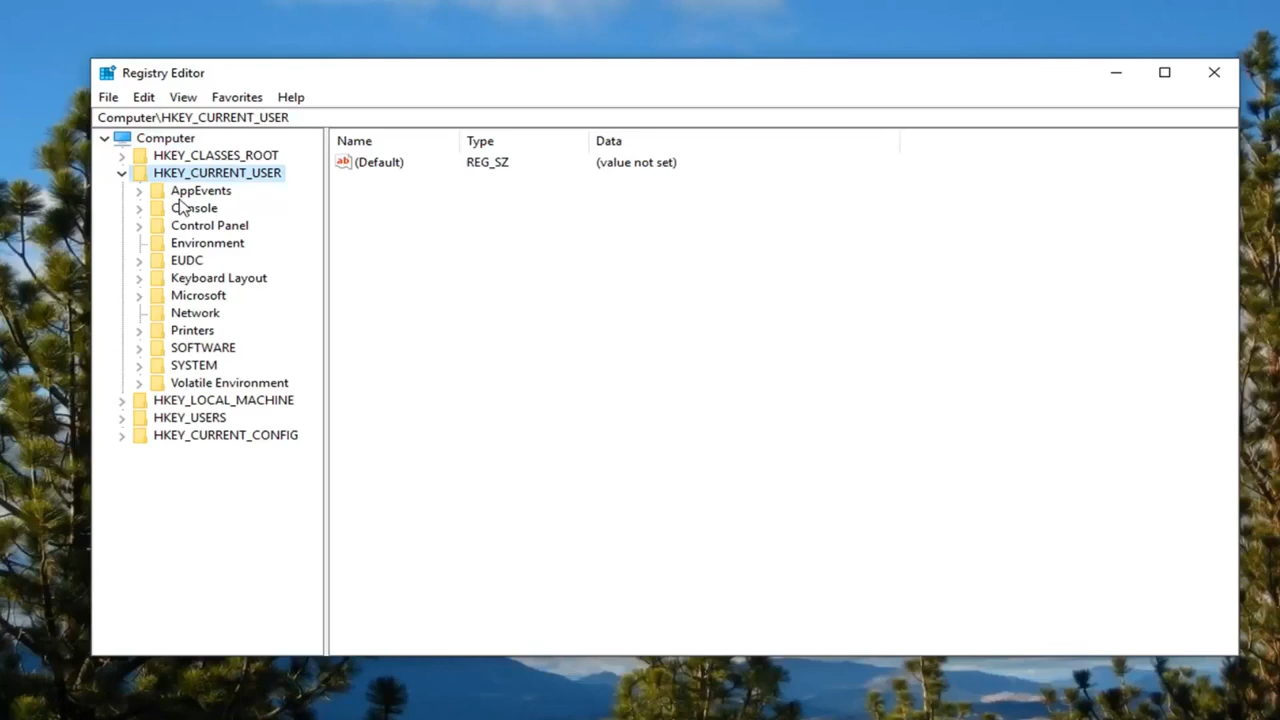 Registry Editor
File Edit View Favorites Help
Computer\HKEY_CURRENT_USER
Name Type Data
ab (Default) REG_SZ (value not set)
Computer
HKEY_CLASSES_ROOT
HKEY_CURRENT_USER
AppEvents
Console
Control Panel
Environment
EUDC
Keyboard Layout
Microsoft
Network
Printers
SOFTWARE
SYSTEM
Volatile Environment
HKEY_LOCAL_MACHINE
HKEY_USERS
HKEY_CURRENT_CONFIG